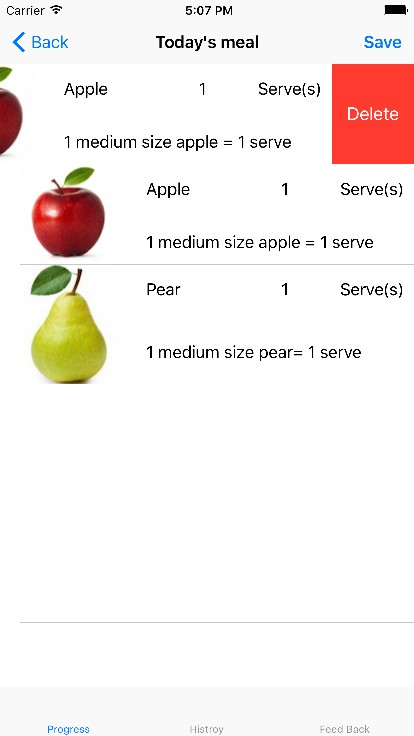 Carrier 5:07 PM
Back Today's meal Save
Apple 1 Serve(s) Delete
1 medium size apple = 1 serve
Apple 1 Serve(s)
1 medium size apple = 1 serve
Pear 1 Serve(s)
1 medium size pear= 1 serve
Progress Histroy Feed Back